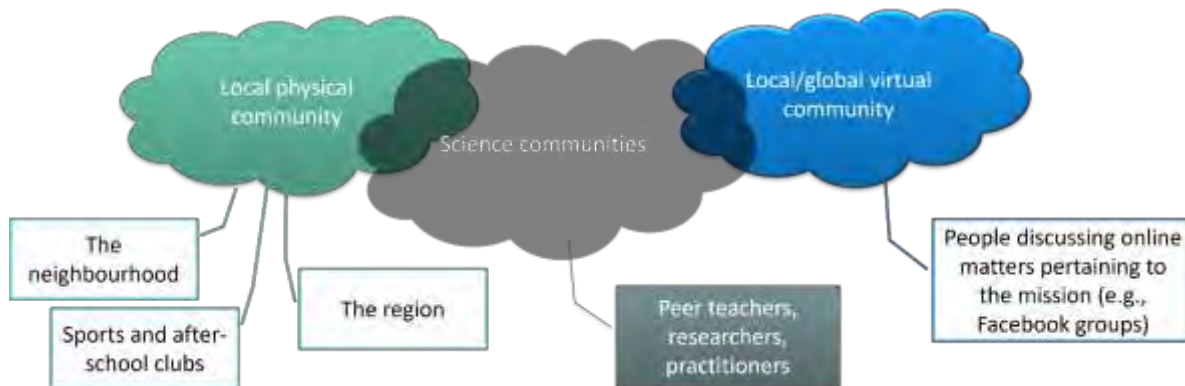 Local physical
community
Science communities
Local/global virtual
community
The
neighbourhood
Sports and after-
school clubs
The region
Peer teachers,
researchers,
practitioners
People discussing online
matters pertaining to
the mission (e.g.,
Facebook groups)